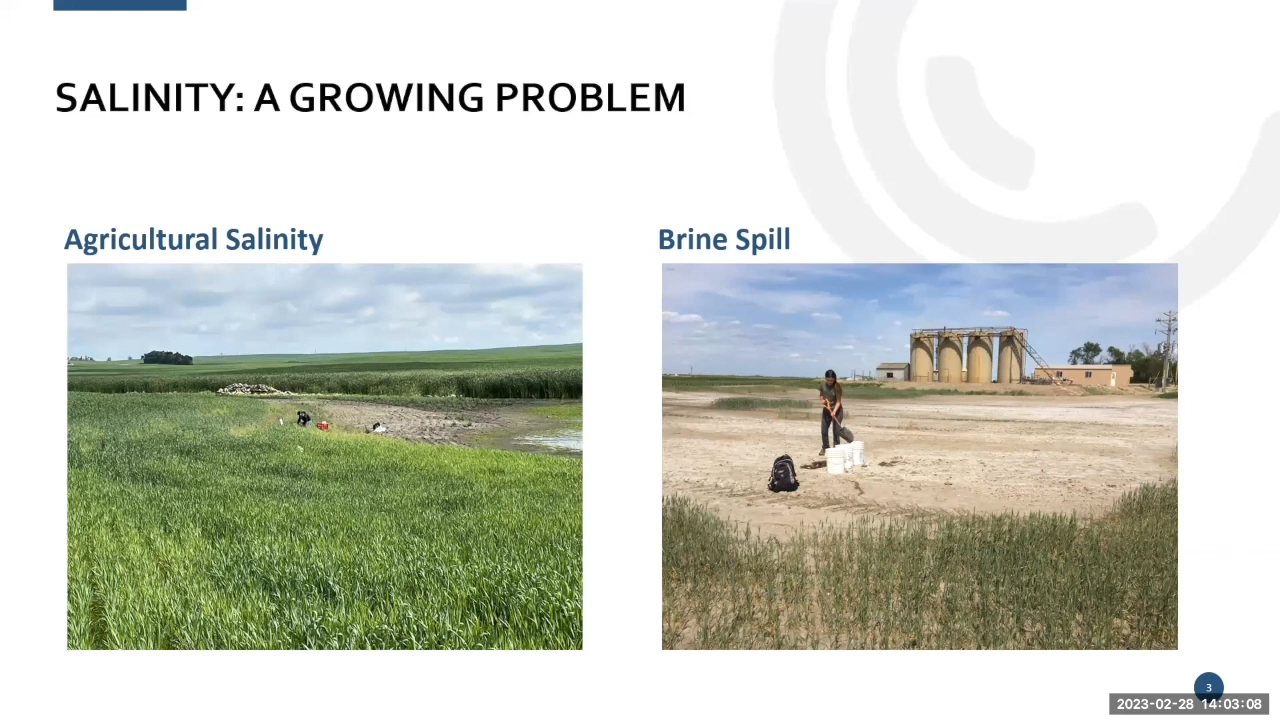 SALINITY: A GROWING PROBLEM
Agricultural Salinity
Brine Spill
3
2023-02-28 14:03:08